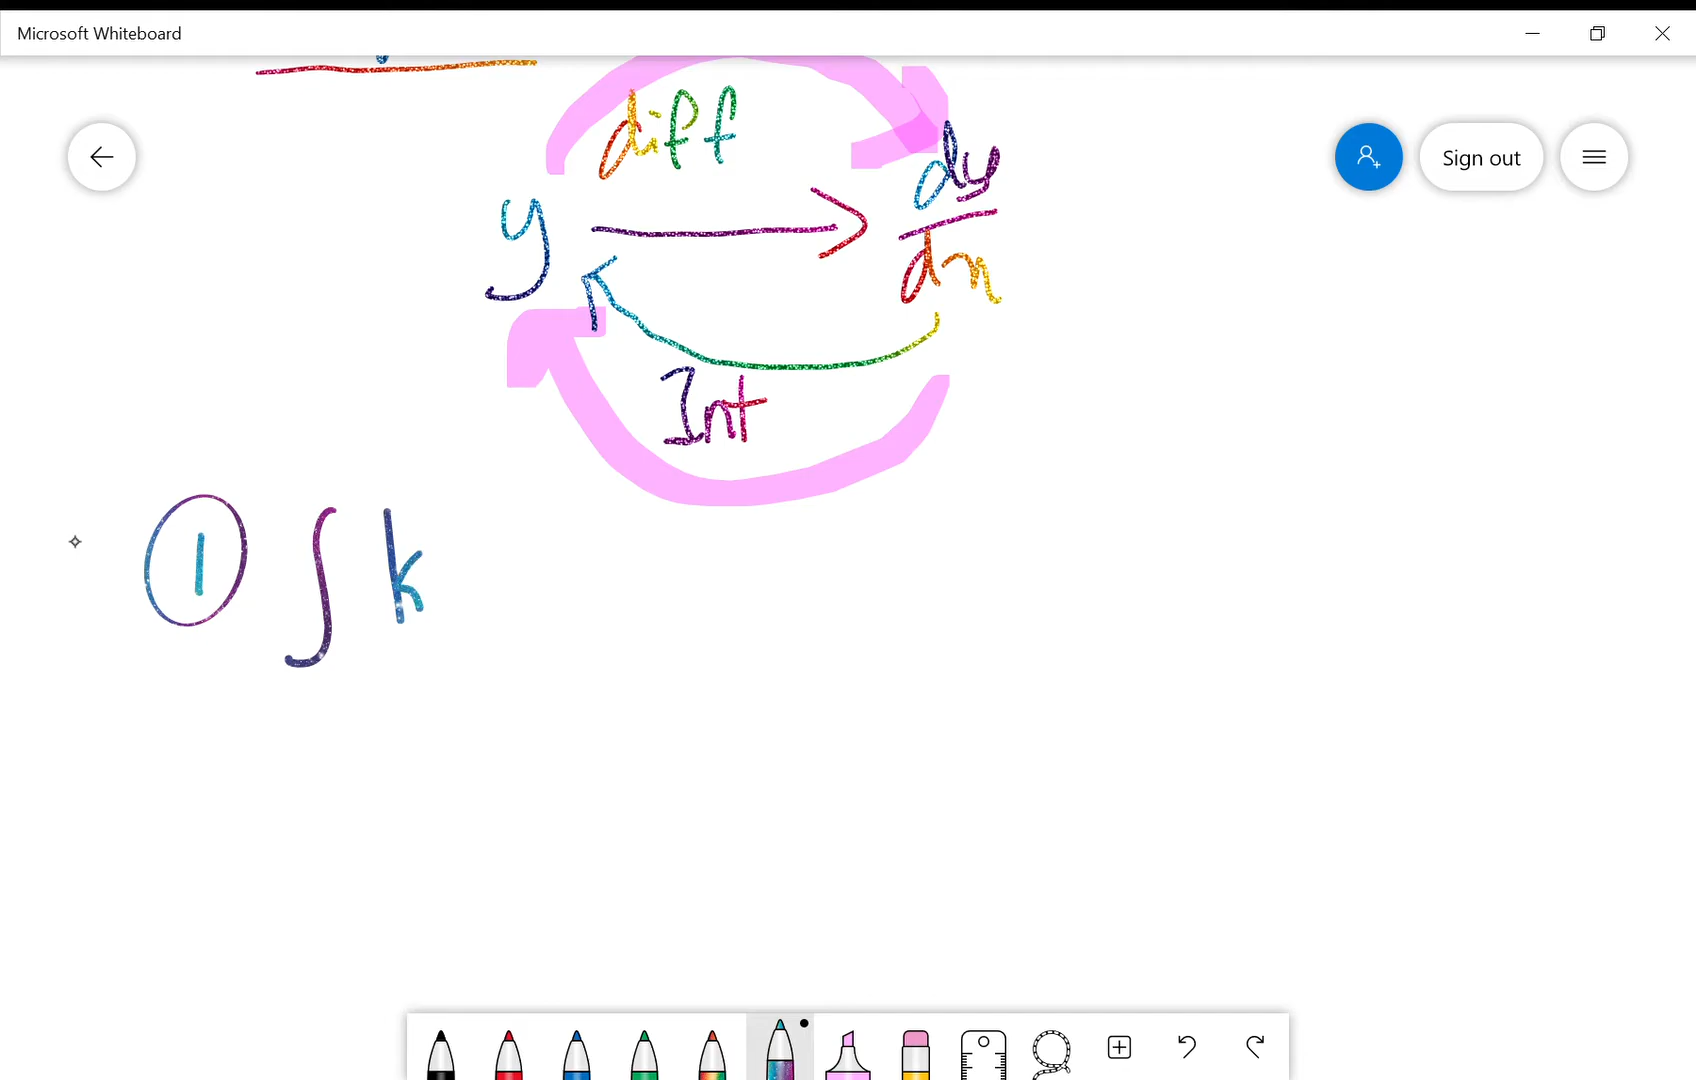 Microsoft Whiteboard
Sign out
diff
y → dy/dx
Int
① ∫ k